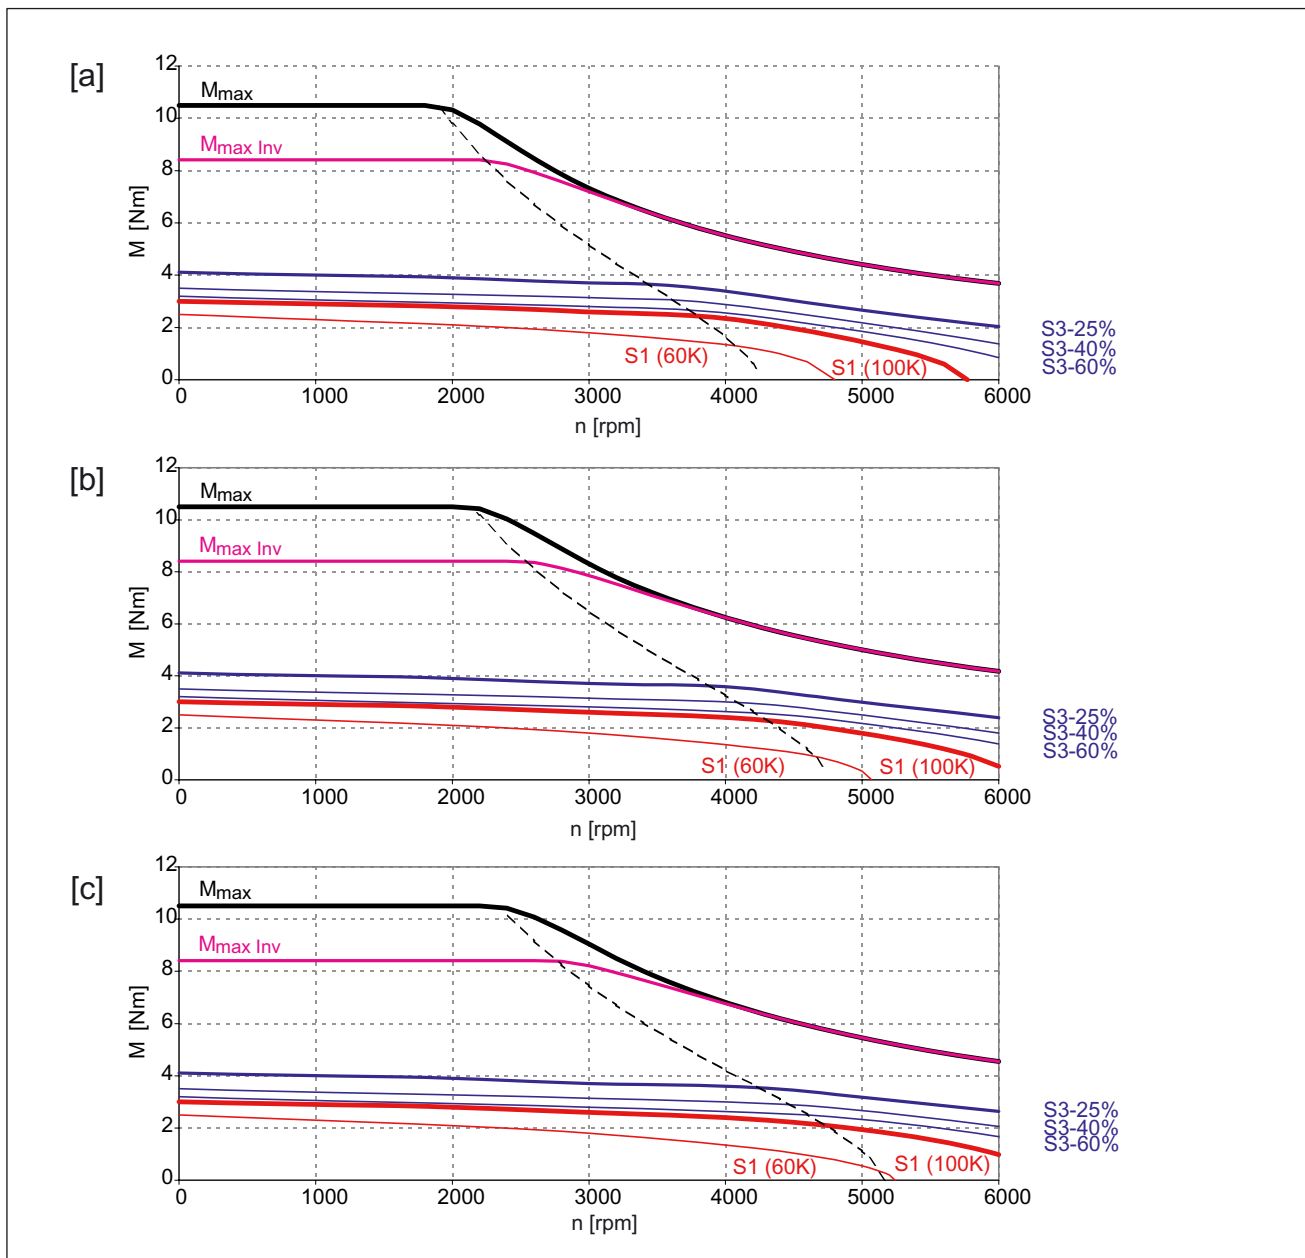 [a]
12
10
8
6
4
2
0
M [Nm]
Mmax
Mmax Inv
S1 (60K)
S1 (100K)
S3-25%
S3-40%
S3-60%
0 1000 2000 3000 4000 5000 6000
n [rpm]
[b]
12
10
8
6
4
2
0
M [Nm]
Mmax
Mmax Inv
S1 (60K)
S1 (100K)
S3-25%
S3-40%
S3-60%
0 1000 2000 3000 4000 5000 6000
n [rpm]
[c]
12
10
8
6
4
2
0
M [Nm]
Mmax
Mmax Inv
S1 (60K)
S1 (100K)
S3-25%
S3-40%
S3-60%
0 1000 2000 3000 4000 5000 6000
n [rpm]